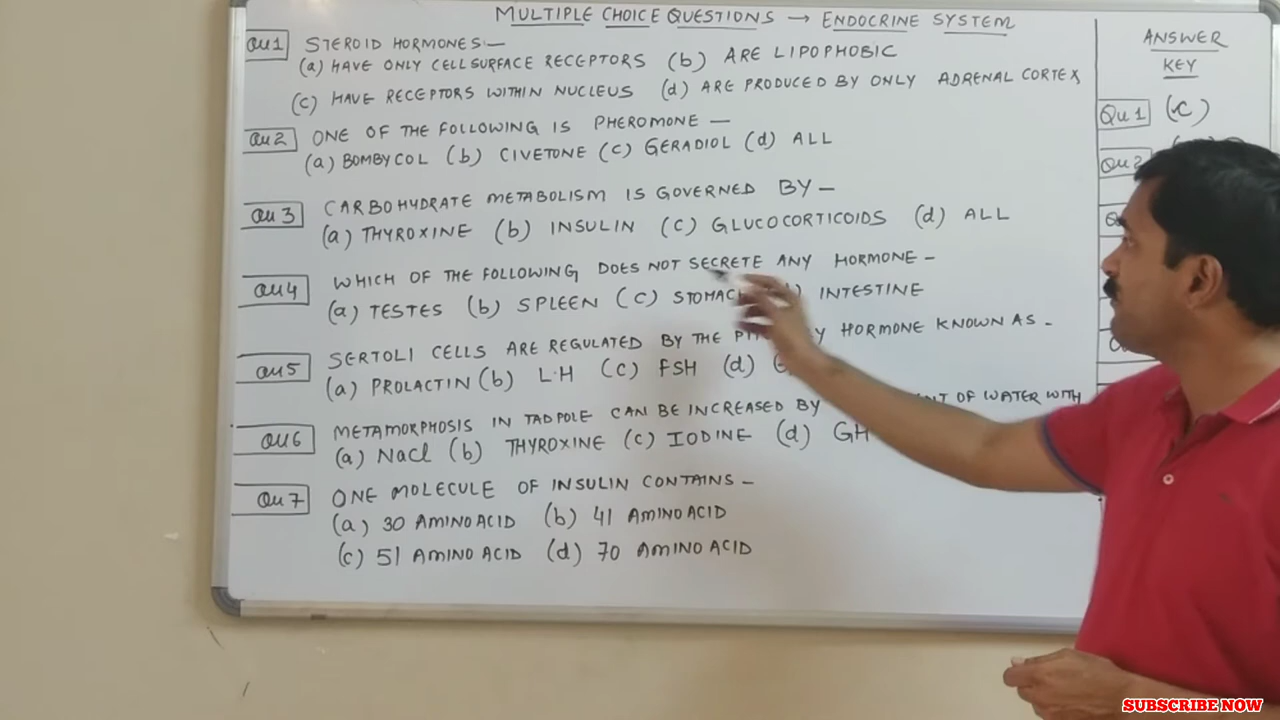 MULTIPLE CHOICE QUESTIONS → ENDOCRINE SYSTEM
Qu1 STEROID HORMONES:-
(a) HAVE ONLY CELL SURFACE RECEPTORS (b) ARE LIPOPHOBIC
(c) HAVE RECEPTORS WITHIN NUCLEUS (d) ARE PRODUCED BY ONLY ADRENAL CORTEX
Qu2 ONE OF THE FOLLOWING IS PHEROMONE —
(a) BOMBYCOL (b) CIVETONE (c) GERADIOL (d) ALL
Qu3 CARBOHYDRATE METABOLISM IS GOVERNED BY —
(a) THYROXINE (b) INSULIN (c) GLUCOCORTICOIDS (d) ALL
Qu4 WHICH OF THE FOLLOWING DOES NOT SECRETE ANY HORMONE -
(a) TESTES (b) SPLEEN (c) STOMACH INTESTINE
Qu5 SERTOLI CELLS ARE REGULATED BY THE HORMONE KNOWN AS -
(a) PROLACTIN (b) L.H (c) FSH (d)
Qu6 METAMORPHOSIS IN TADPOLE CAN BE INCREASED BY OF WATER WITH
(a) NaCl (b) THYROXINE (c) IODINE (d) GH
Qu7 ONE MOLECULE OF INSULIN CONTAINS -
(a) 30 AMINO ACID (b) 41 AMINO ACID
(c) 51 AMINO ACID (d) 70 AMINO ACID
ANSWER
KEY
Qu1 (C)
Qu2
SUBSCRIBE NOW